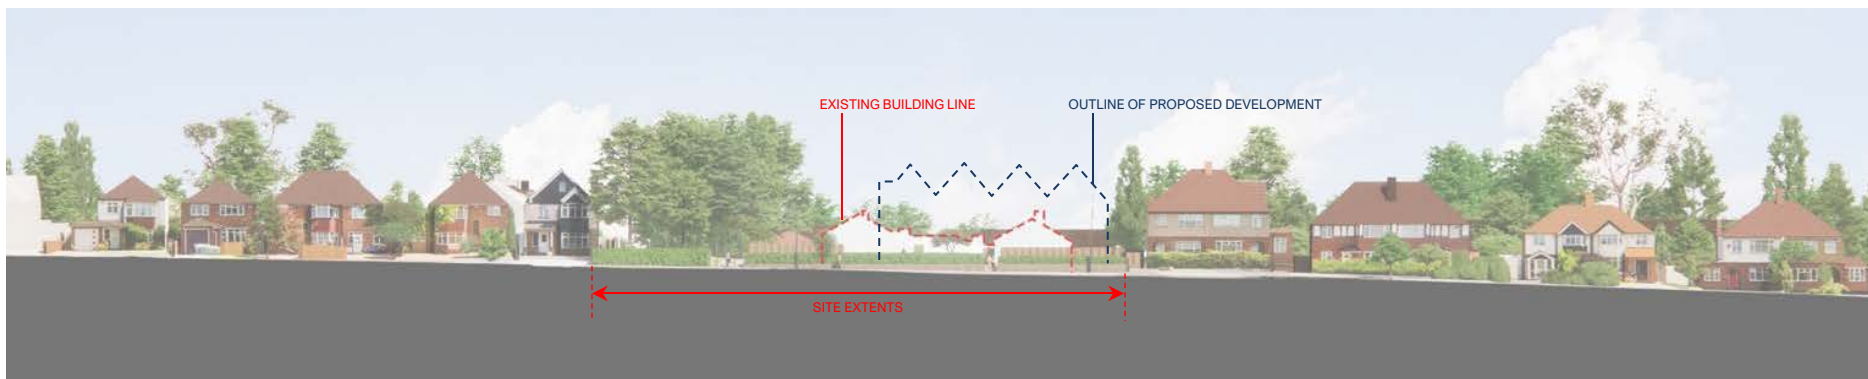 EXISTING BUILDING LINE
OUTLINE OF PROPOSED DEVELOPMENT
SITE EXTENTS